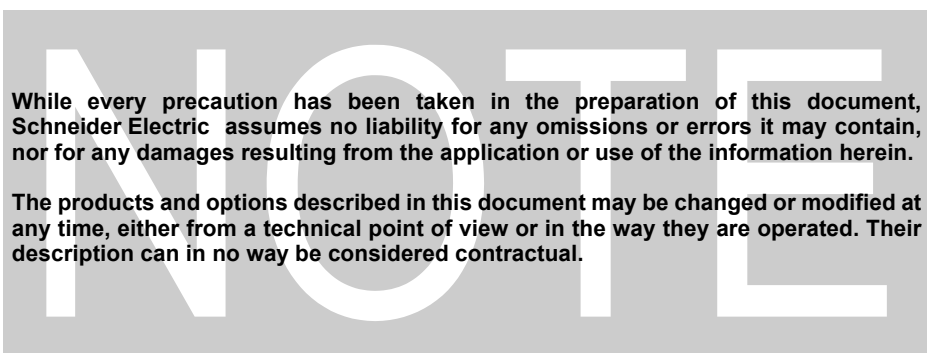 NOTE
While every precaution has been taken in the preparation of this document,
Schneider Electric assumes no liability for any omissions or errors it may contain,
nor for any damages resulting from the application or use of the information herein.
The products and options described in this document may be changed or modified at
any time, either from a technical point of view or in the way they are operated. Their
description can in no way be considered contractual.